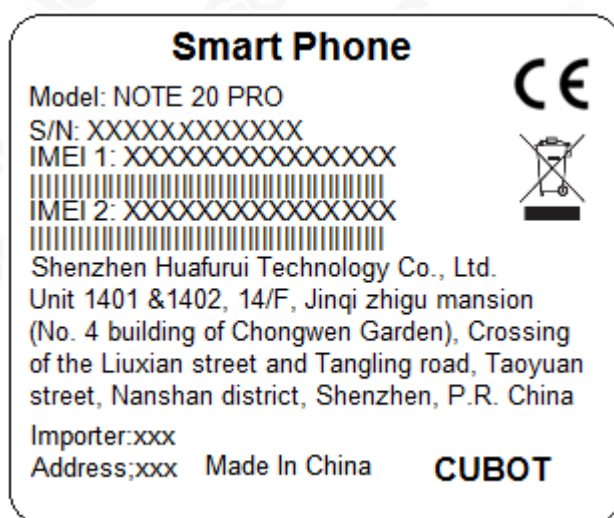 Smart Phone
CE
Model: NOTE 20 PRO
S/N: XXXXXXXXXXXXX
IMEI 1: XXXXXXXXXXXXXXX
IMEI 2: XXXXXXXXXXXXXXX
Shenzhen Huafurui Technology Co., Ltd.
Unit 1401 &1402, 14/F, Jinqi zhigu mansion
(No. 4 building of Chongwen Garden), Crossing
of the Liuxian street and Tangling road, Taoyuan
street, Nanshan district, Shenzhen, P.R. China
Importer:xxx
Address;xxx Made In China CUBOT